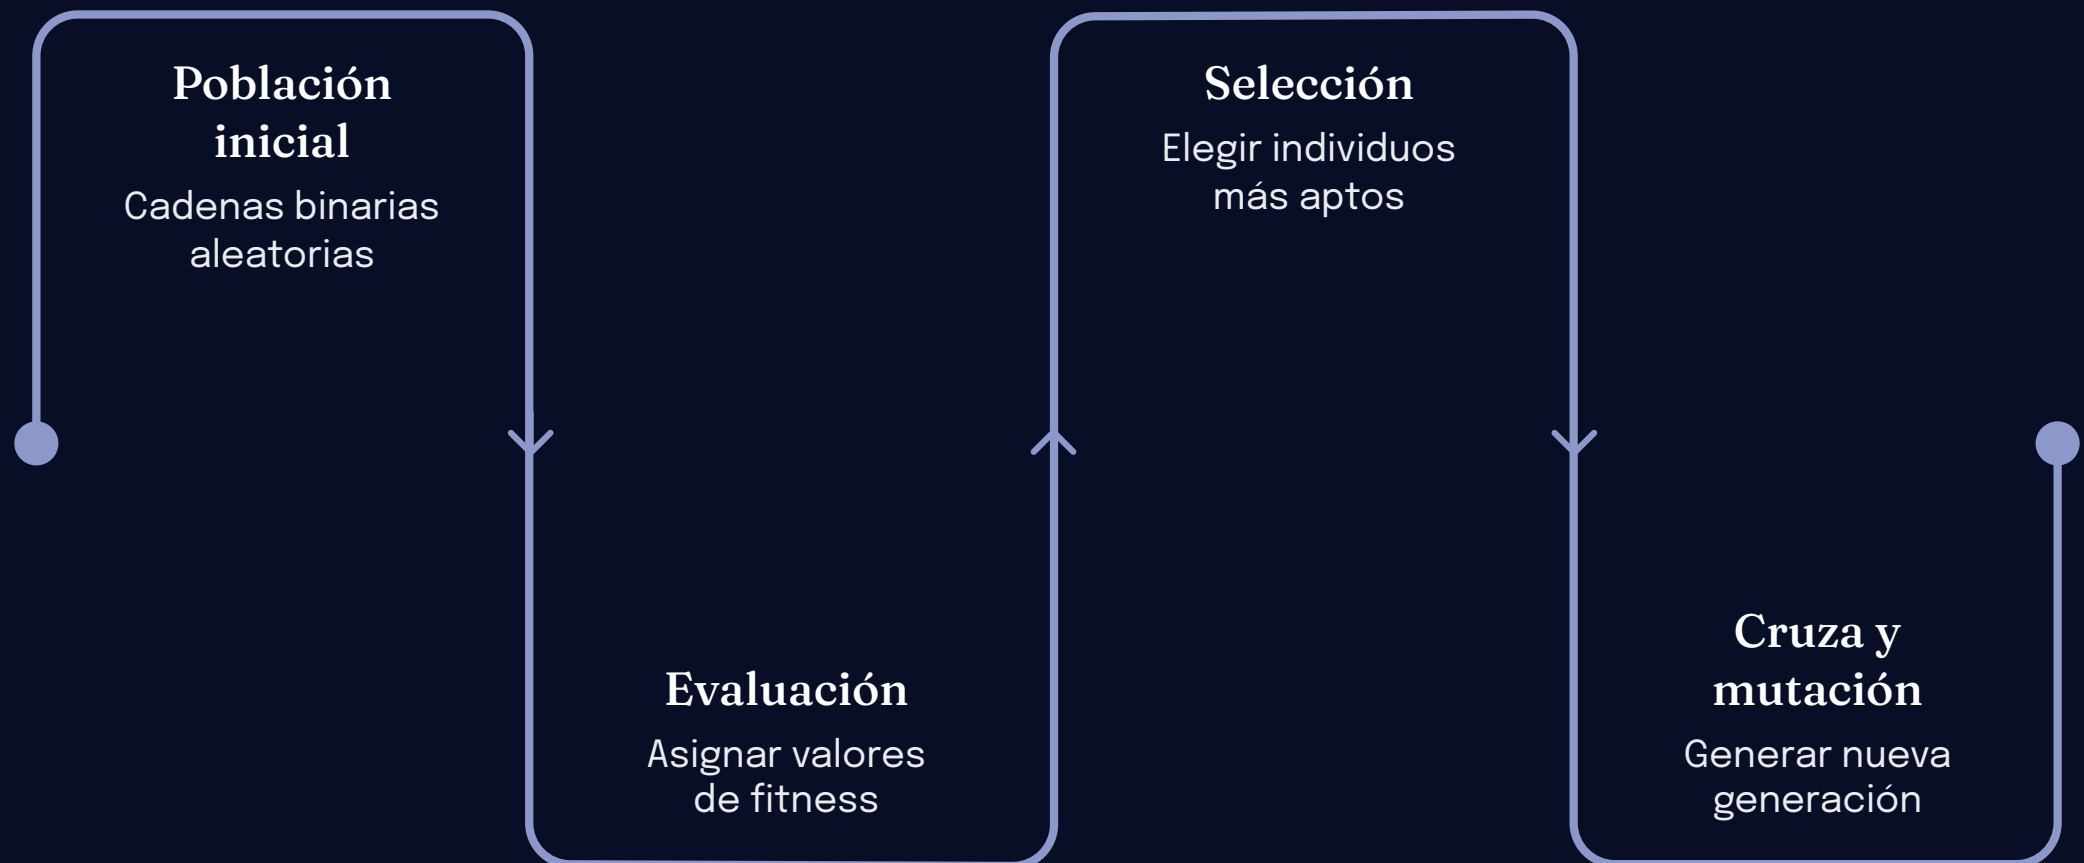 Población
inicial
Cadenas binarias
aleatorias
Evaluación
Asignar valores
de fitness
Selección
Elegir individuos
más aptos
Cruza y
mutación
Generar nueva
generación